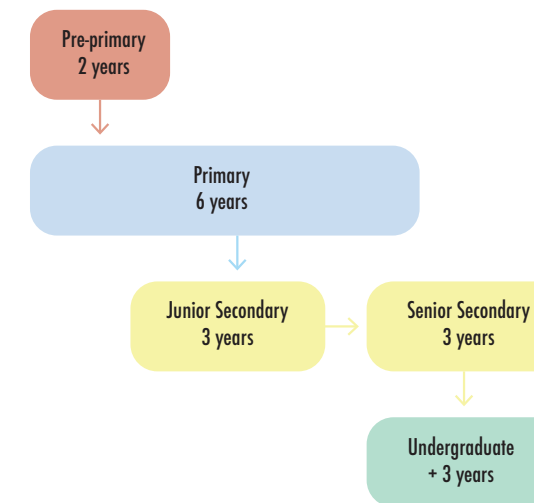 Pre-primary
2 years
Primary
6 years
Junior Secondary
3 years
Senior Secondary
3 years
Undergraduate
+ 3 years